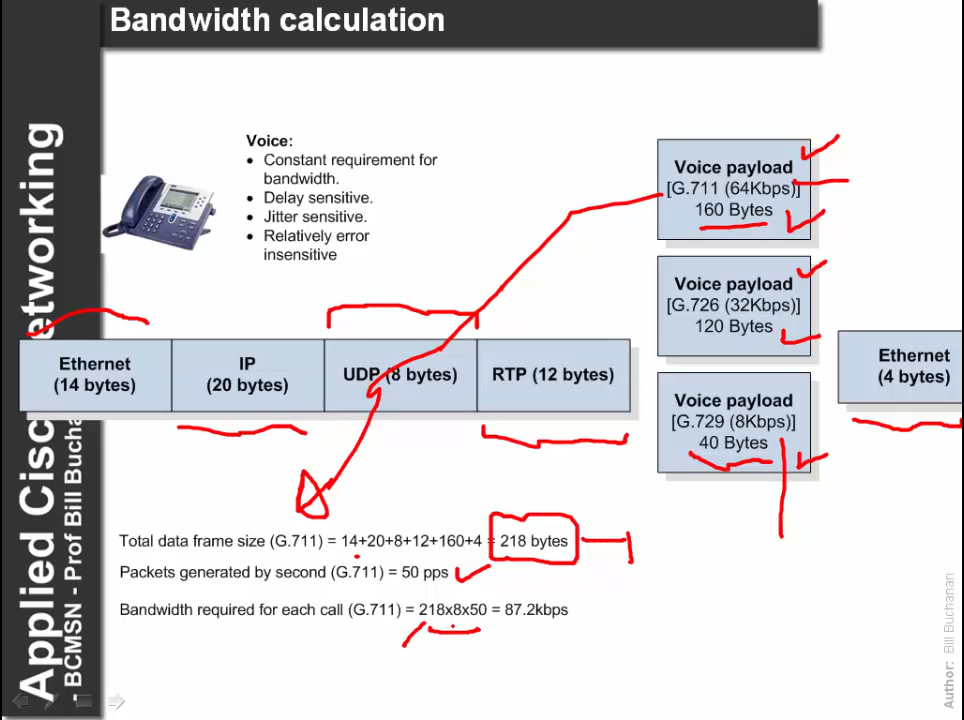 Bandwidth calculation
Voice:
• Constant requirement for
bandwidth.
• Delay sensitive.
• Jitter sensitive.
• Relatively error
insensitive
Voice payload
[G.711 (64Kbps)]
160 Bytes
Voice payload
[G.726 (32Kbps)]
120 Bytes
Voice payload
[G.729 (8Kbps)]
40 Bytes
Ethernet
(14 bytes)
IP
(20 bytes)
UDP (8 bytes)
RTP (12 bytes)
Ethernet
(4 bytes)
Total data frame size (G.711) = 14+20+8+12+160+4 = 218 bytes
Packets generated by second (G.711) = 50 pps
Bandwidth required for each call (G.711) = 218x8x50 = 87.2kbps
Applied Cisc etworking
- BCMSN - Prof Bill Bucha
Author: Bill Buchanan